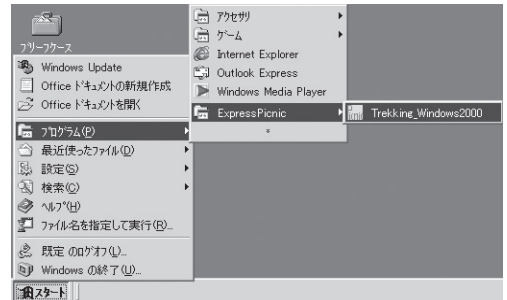 ﾌﾘｰﾌｹｰｽ
Windows Update
Office ﾄﾞｷｭﾒﾝﾄの新規作成
Office ﾄﾞｷｭﾒﾝﾄを開く
ﾌﾟﾛｸﾞﾗﾑ(P)
最近使ったﾌｧｲﾙ(D)
設定(S)
検索(C)
ﾍﾙﾌﾟ(H)
ﾌｧｲﾙ名を指定して実行(R)...
既定 のﾛｸﾞｵﾌ(L)...
Windows の終了(U)...
スタート
ｱｸｾｻﾘ
ｹﾞｰﾑ
Internet Explorer
Outlook Express
Windows Media Player
ExpressPicnic
Trekking_Windows2000